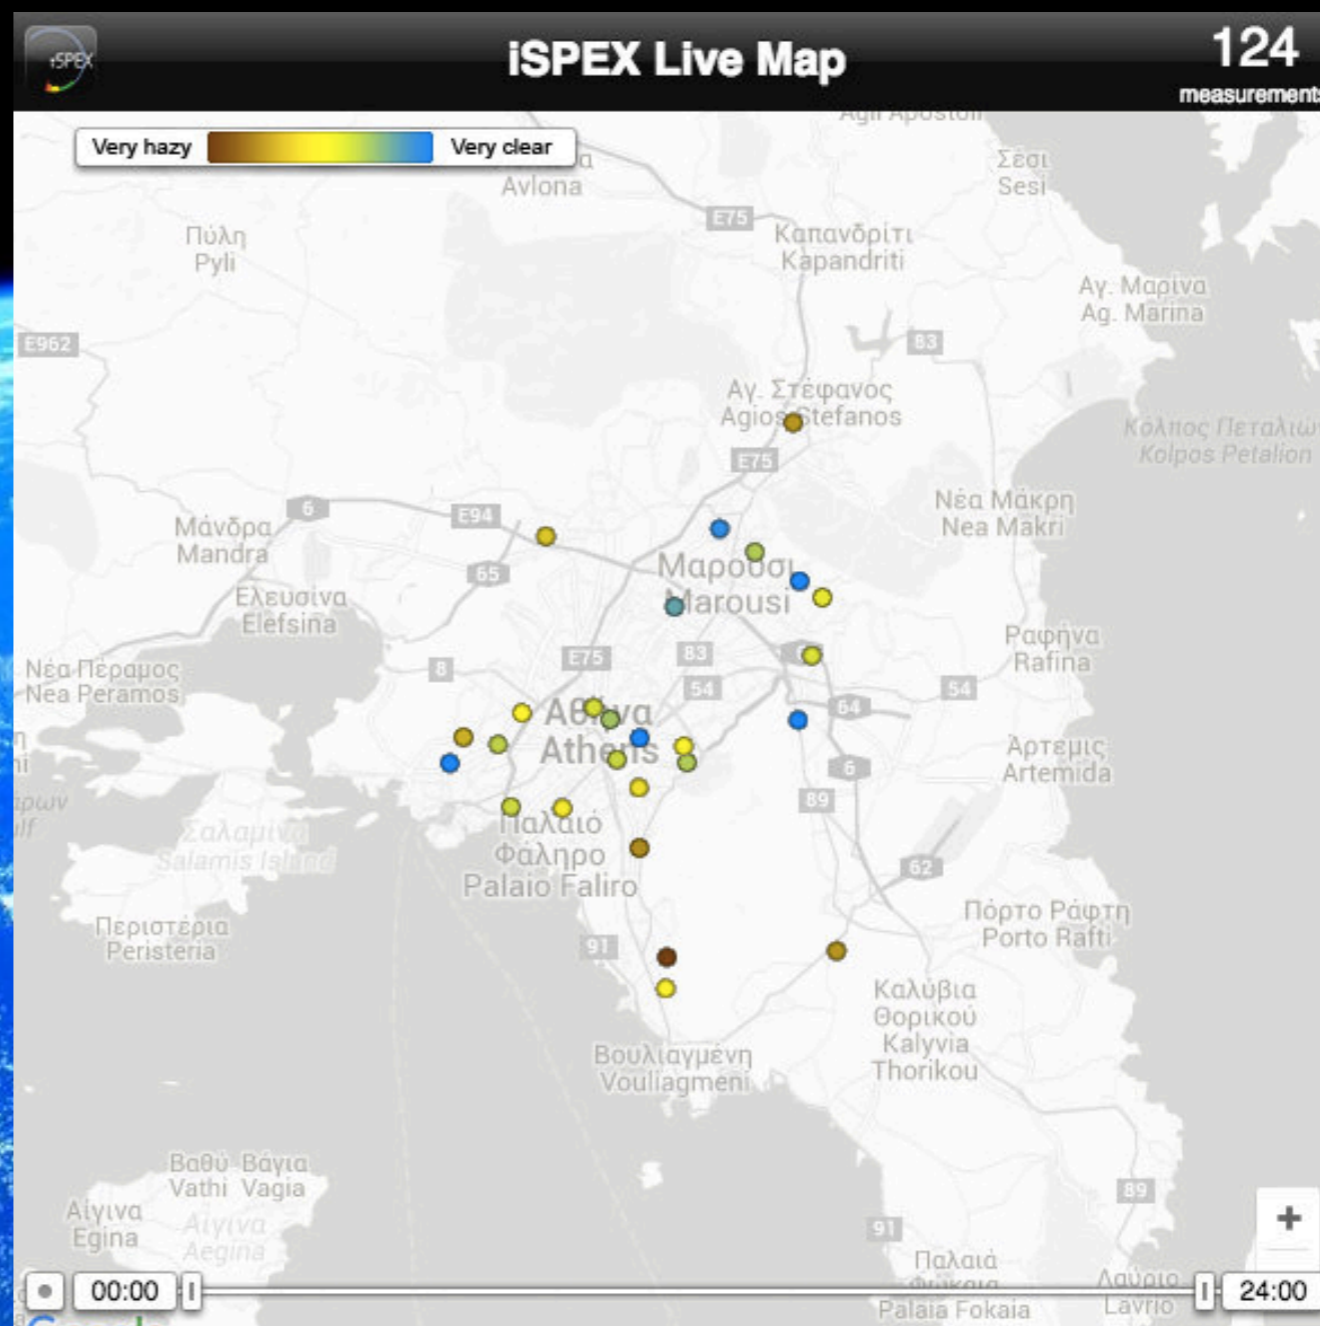 iSPEX
iSPEX Live Map
124
measurements
Very hazy
Very clear
Agii Apostoli
Avlona
Σέσι
Sesi
E75
Πύλη
Pyli
Καπανδρίτι
Kapandriti
Αγ. Μαρίνα
Ag. Marina
E962
83
Αγ. Στέφανος
Agios Stefanos
Κόλπος Πεταλιών
Kolpos Petalion
E75
Νέα Μάκρη
Nea Makri
6
E94
Μάνδρα
Mandra
65
Μαρούσι
Marousi
Ελευσίνα
Elefsina
Ραφήνα
Rafina
Νέα Πέραμος
Nea Peramos
8
E75
83
54
54
64
Αθήνα
Athens
6
Άρτεμις
Artemida
89
Σαλαμίνα
Salamis Island
Παλαιό
Φάληρο
Palaio Faliro
62
Περιστέρια
Peristeria
91
Πόρτο Ράφτη
Porto Rafti
Καλύβια
Θορικού
Kalyvia
Thorikou
Βουλιαγμένη
Vouliagmeni
Βαθύ
Vathi
Βάγια
Vagia
89
Αίγινα
Egina
Αίγινα
Aegina
91
Παλαιά
Φώκαια
Palaia Fokaia
Λαύριο
Lavrio
+
00:00
24:00